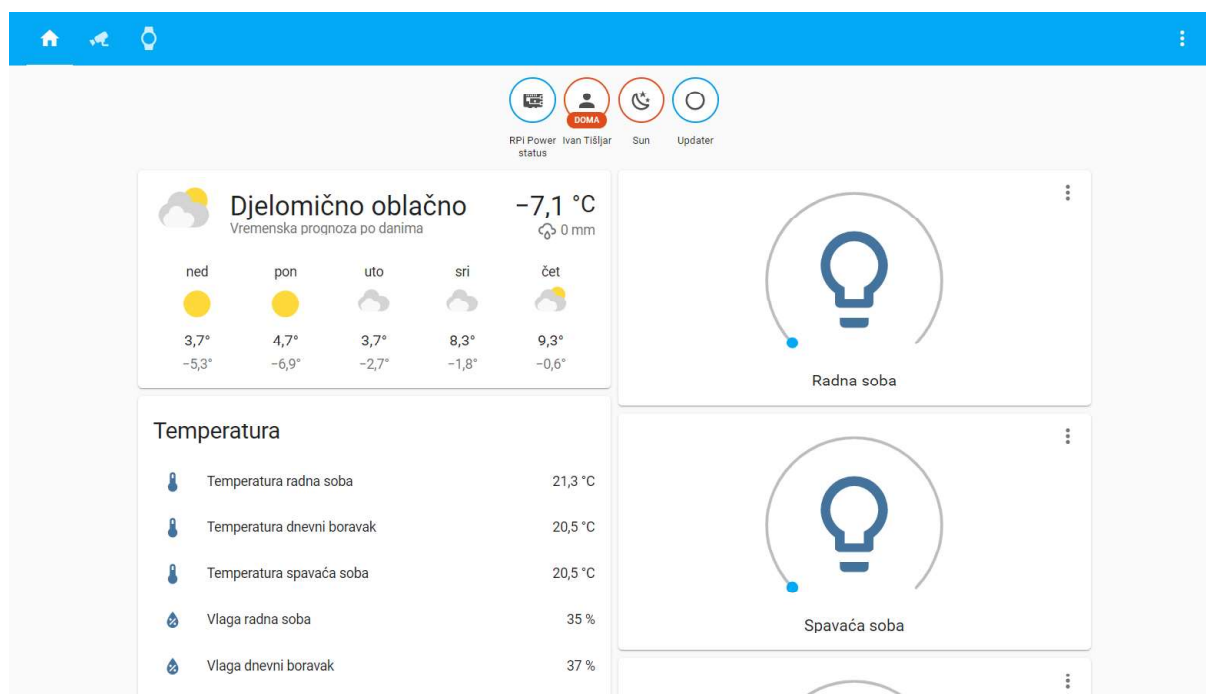 DOMA
RPi Power status
Ivan Tišljar
Sun
Updater
Djelomično oblačno
Vremenska prognoza po danima
−7,1 °C
0 mm
ned pon uto sri čet
3,7° 4,7° 3,7° 8,3° 9,3°
−5,3° −6,9° −2,7° −1,8° −0,6°
Radna soba
Temperatura
Temperatura radna soba 21,3 °C
Temperatura dnevni boravak 20,5 °C
Temperatura spavaća soba 20,5 °C
Vlaga radna soba 35 %
Vlaga dnevni boravak 37 %
Spavaća soba